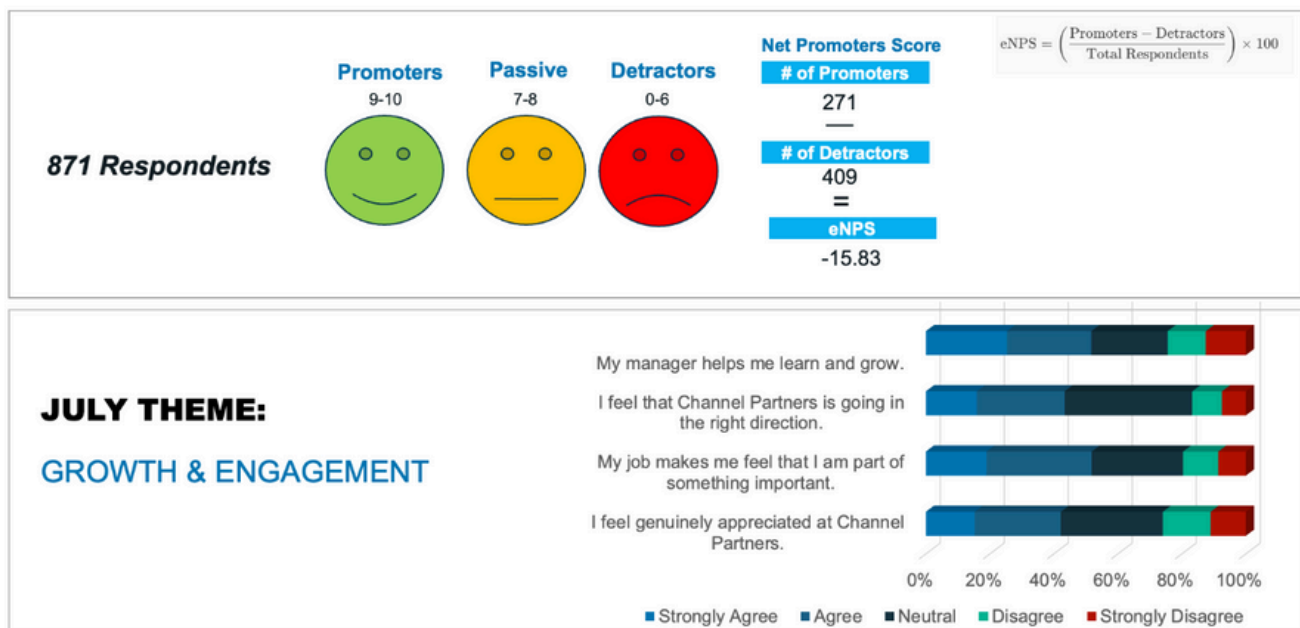 Net Promoters Score
eNPS = (Promoters − Detractors / Total Respondents) × 100
Promoters
Passive
Detractors
# of Promoters
9-10
7-8
0-6
271
—
871 Respondents
# of Detractors
409
=
eNPS
-15.83
JULY THEME:
GROWTH & ENGAGEMENT
My manager helps me learn and grow.
I feel that Channel Partners is going in
the right direction.
My job makes me feel that I am part of
something important.
I feel genuinely appreciated at Channel
Partners.
0% 20% 40% 60% 80% 100%
Strongly Agree Agree Neutral Disagree Strongly Disagree